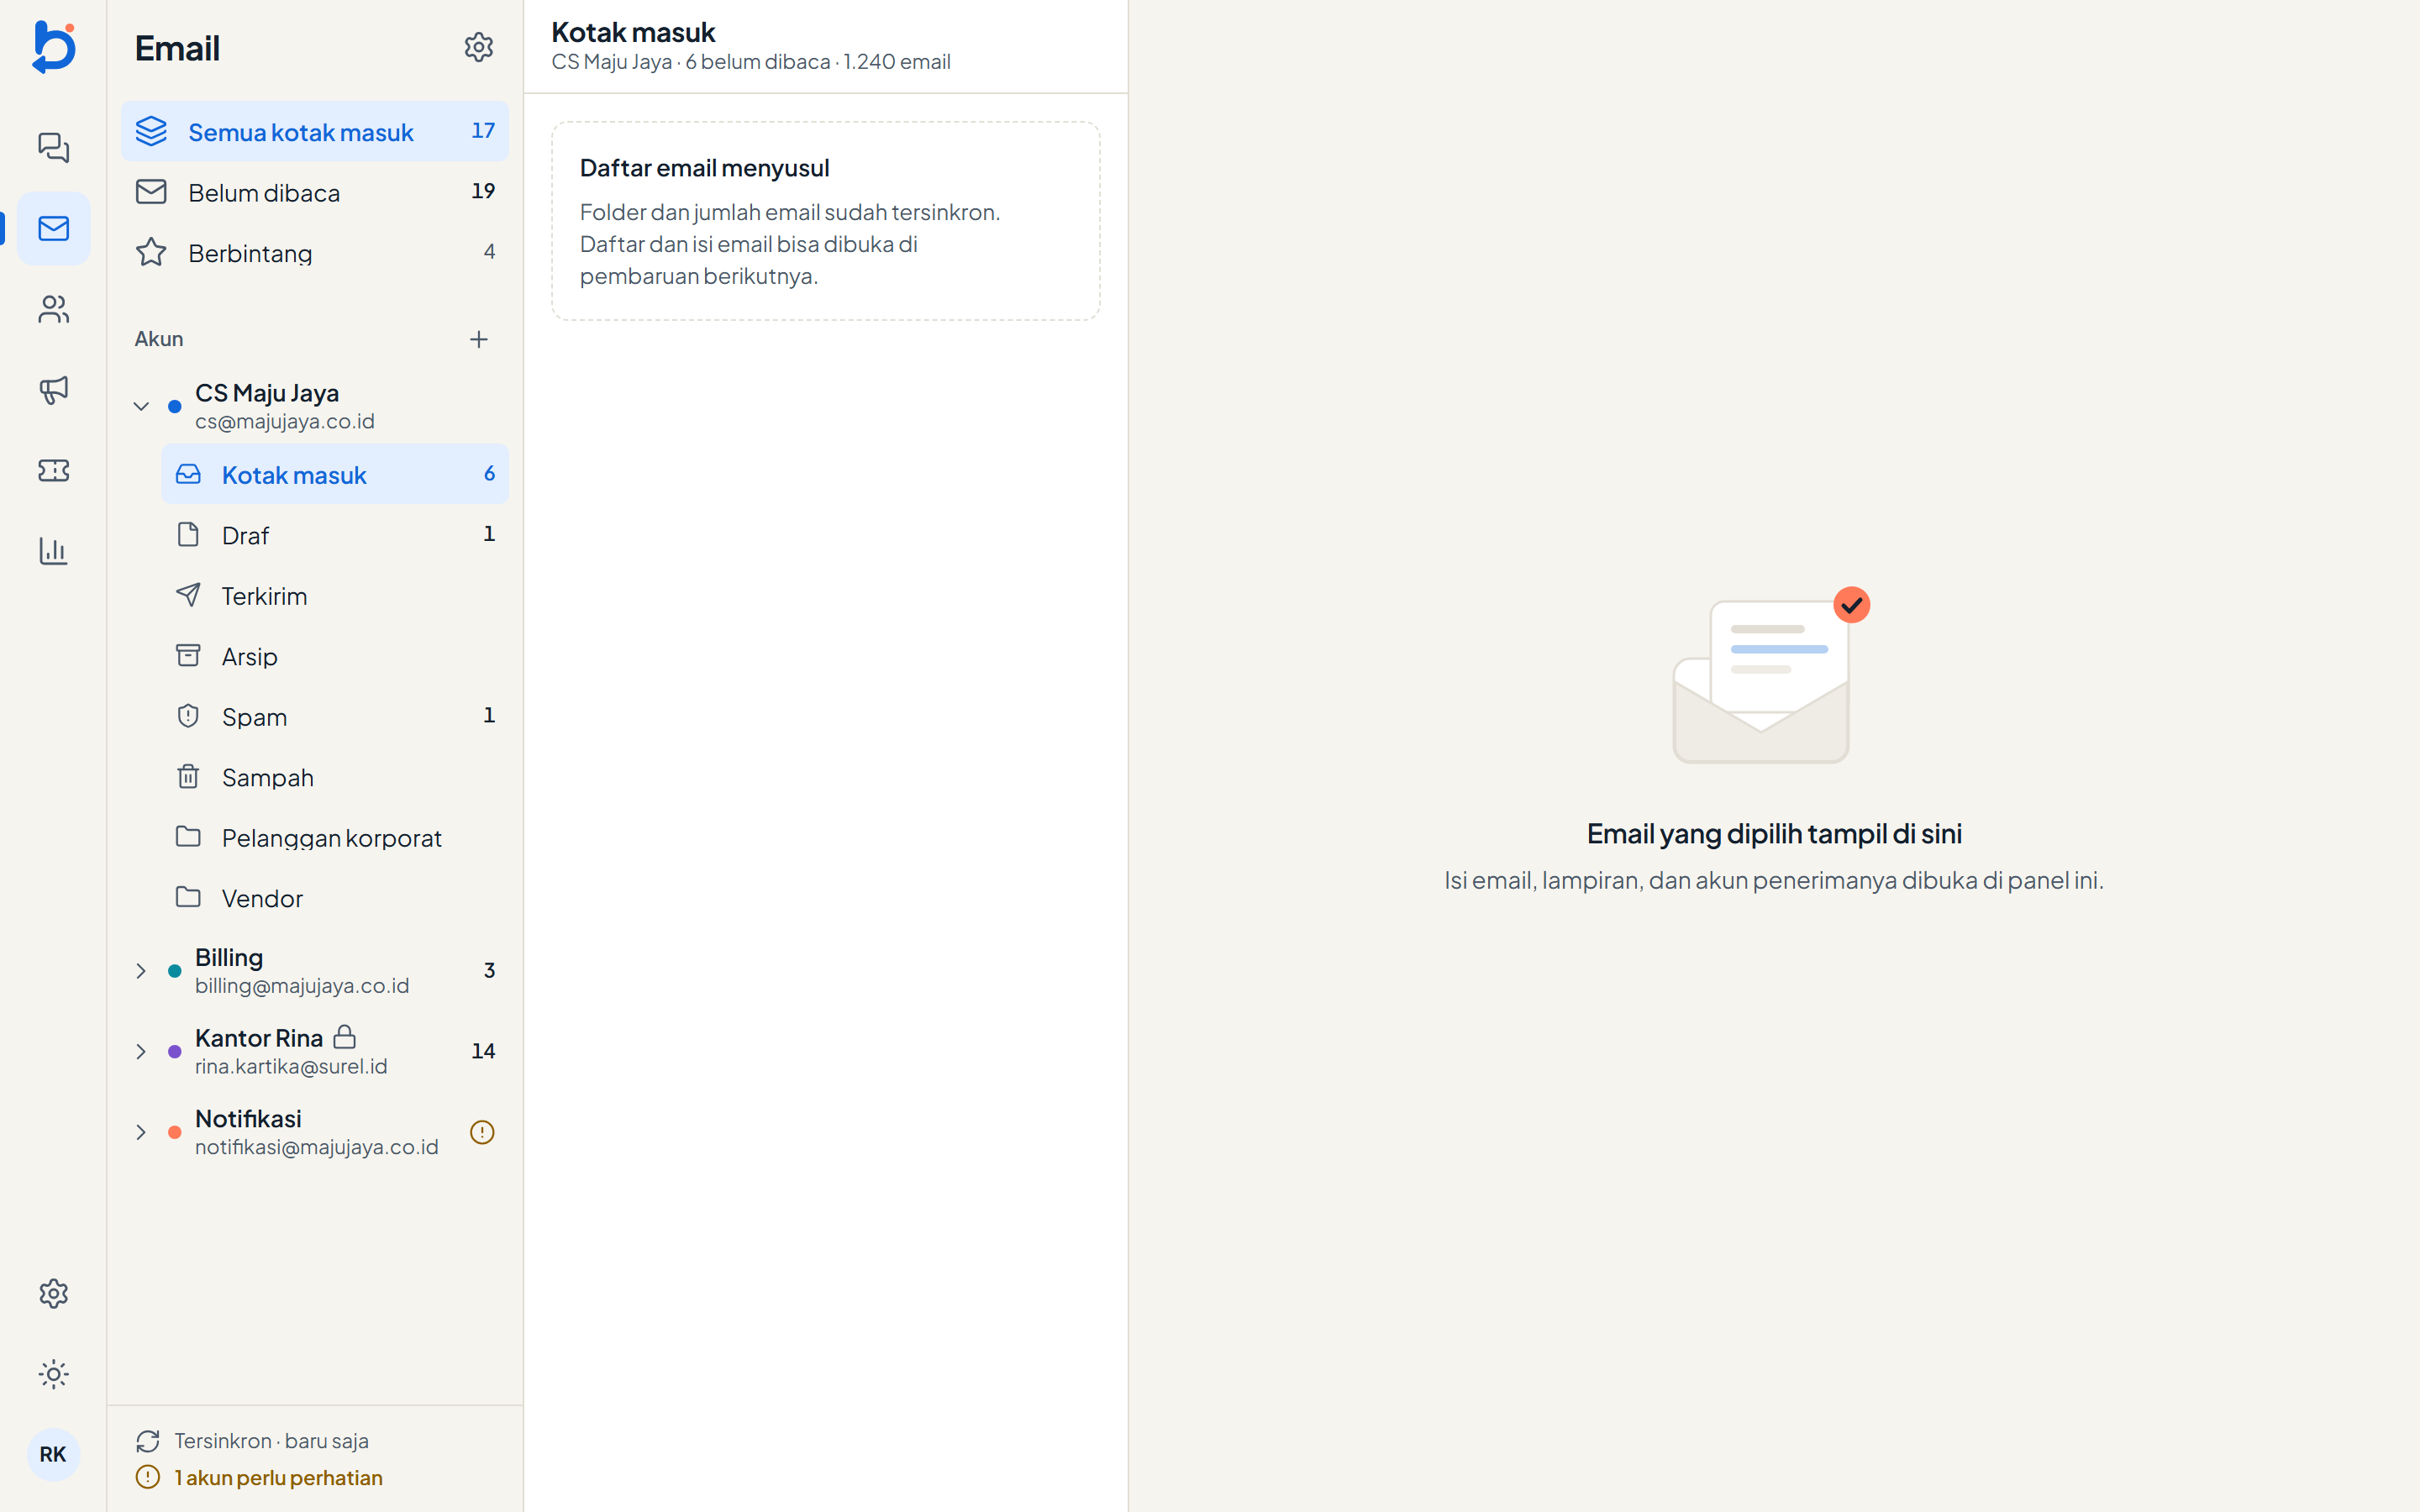 Email
Semua kotak masuk 17
Belum dibaca 19
Berbintang 4
Akun
CS Maju Jaya
cs@majujaya.co.id
Kotak masuk 6
Draf 1
Terkirim
Arsip
Spam 1
Sampah
Pelanggan korporat
Vendor
Billing
billing@majujaya.co.id
3
Kantor Rina
rina.kartika@surel.id
14
Notifikasi
notifikasi@majujaya.co.id
Tersinkron · baru saja
1 akun perlu perhatian
RK
Kotak masuk
CS Maju Jaya · 6 belum dibaca · 1.240 email
Daftar email menyusul
Folder dan jumlah email sudah tersinkron.
Daftar dan isi email bisa dibuka di
pembaruan berikutnya.
Email yang dipilih tampil di sini
Isi email, lampiran, dan akun penerimanya dibuka di panel ini.